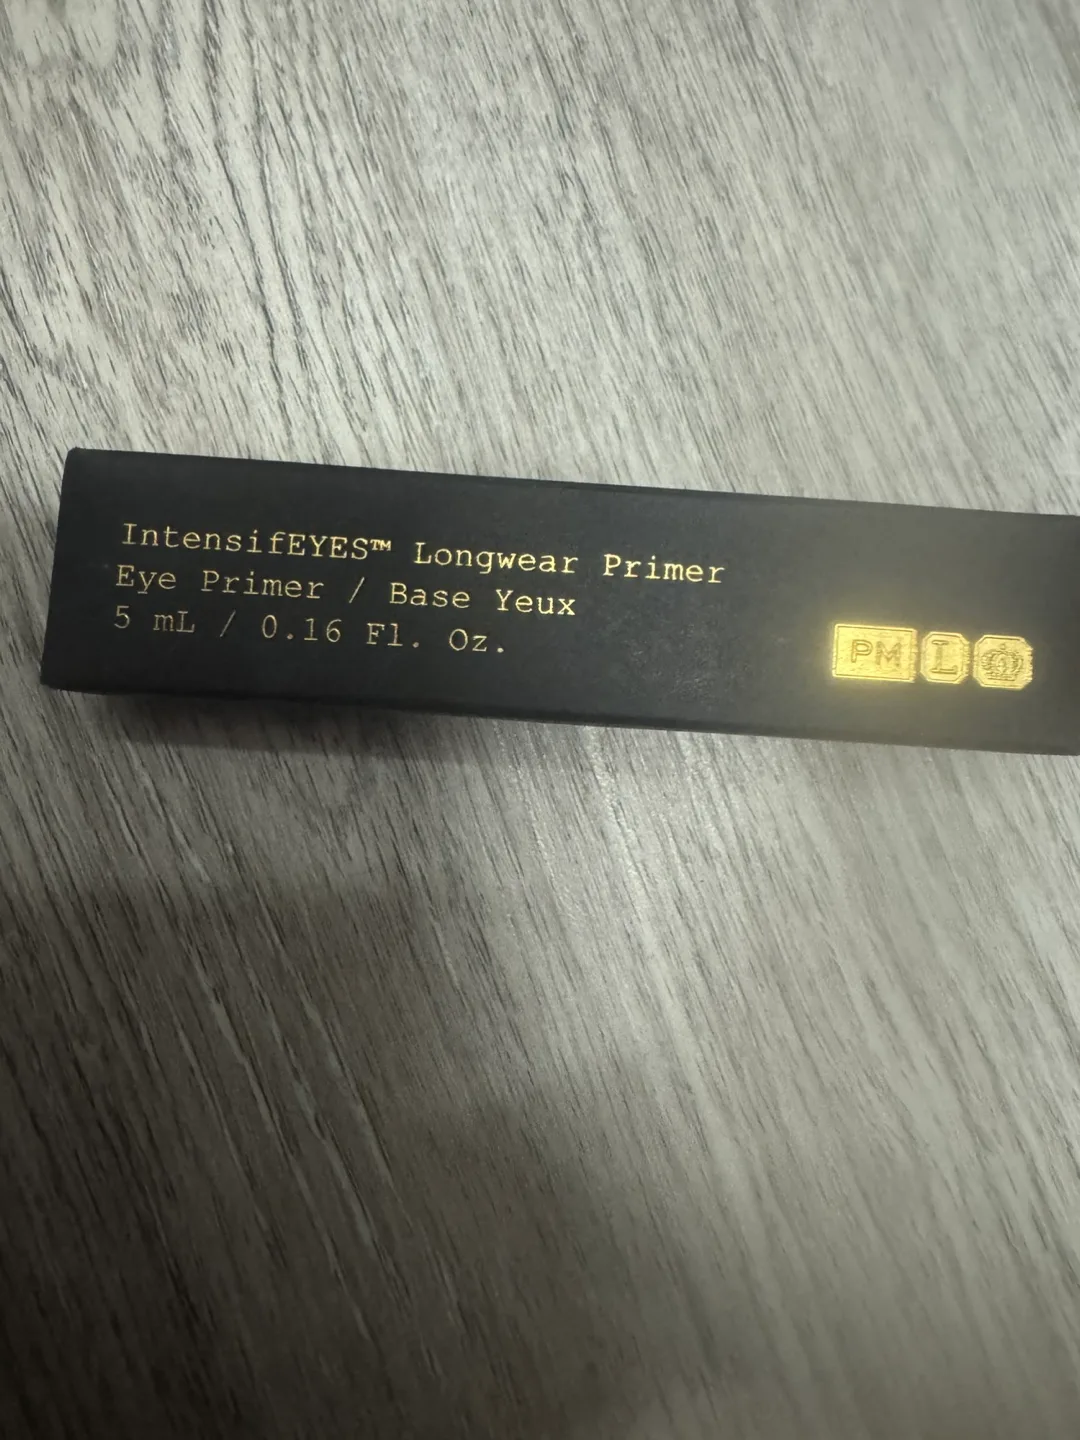 IntensifEYES™ Longwear Primer
Eye Primer / Base Yeux
5 mL / 0.16 Fl. Oz.
PM L